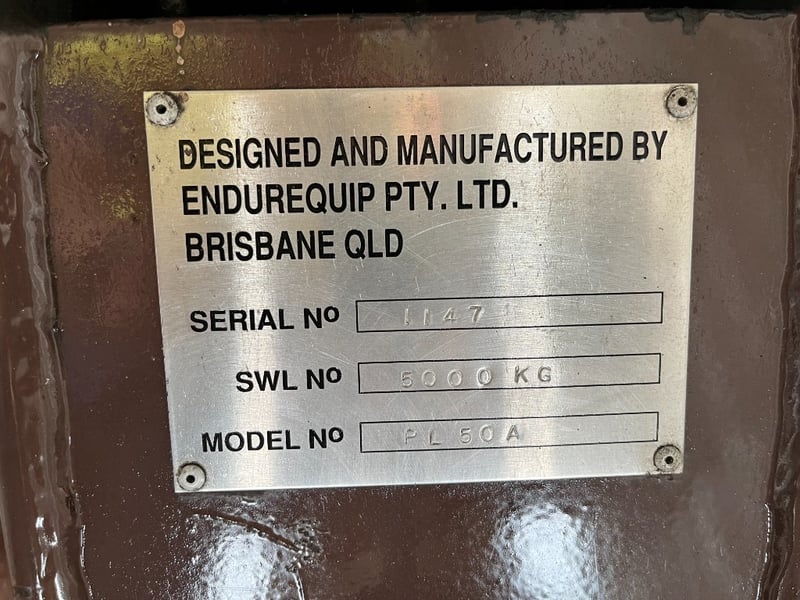 DESIGNED AND MANUFACTURED BY
ENDUREQUIP PTY. LTD.
BRISBANE QLD
SERIAL No 1147
SWL No 5000 KG
MODEL No PL 50 A